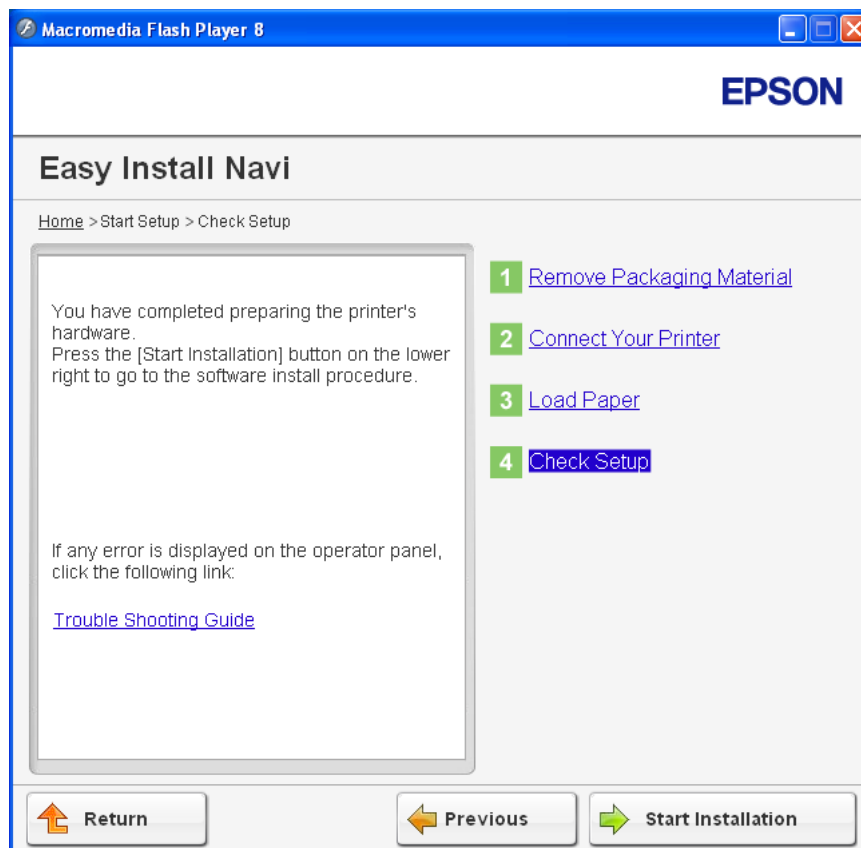 Macromedia Flash Player 8
EPSON
Easy Install Navi
Home > Start Setup > Check Setup
You have completed preparing the printer's
hardware.
Press the [Start Installation] button on the lower
right to go to the software install procedure.
If any error is displayed on the operator panel,
click the following link:
Trouble Shooting Guide
1 Remove Packaging Material
2 Connect Your Printer
3 Load Paper
4 Check Setup
Return
Previous
Start Installation